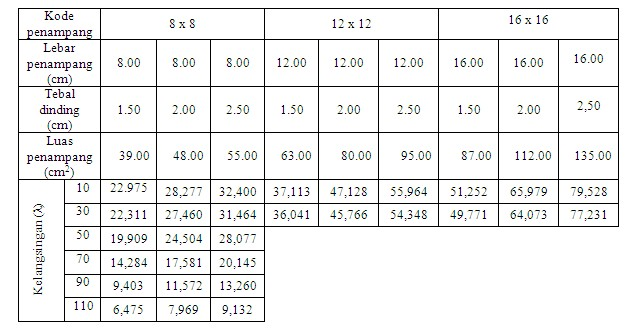 Kode penampang 8 x 8 12 x 12 16 x 16
Lebar penampang (cm) 8.00 8.00 8.00 12.00 12.00 12.00 16.00 16.00 16.00
Tebal dinding (cm) 1.50 2.00 2.50 1.50 2.00 2.50 1.50 2.00 2,50
Luas penampang (cm²) 39.00 48.00 55.00 63.00 80.00 95.00 87.00 112.00 135.00
Kelangsingan (λ)
10 22.975 28,277 32,400 37,113 47,128 55,964 51,252 65,979 79,528
30 22,311 27,460 31,464 36,041 45,766 54,348 49,771 64,073 77,231
50 19,909 24,504 28,077
70 14,284 17,581 20,145
90 9,403 11,572 13,260
110 6,475 7,969 9,132